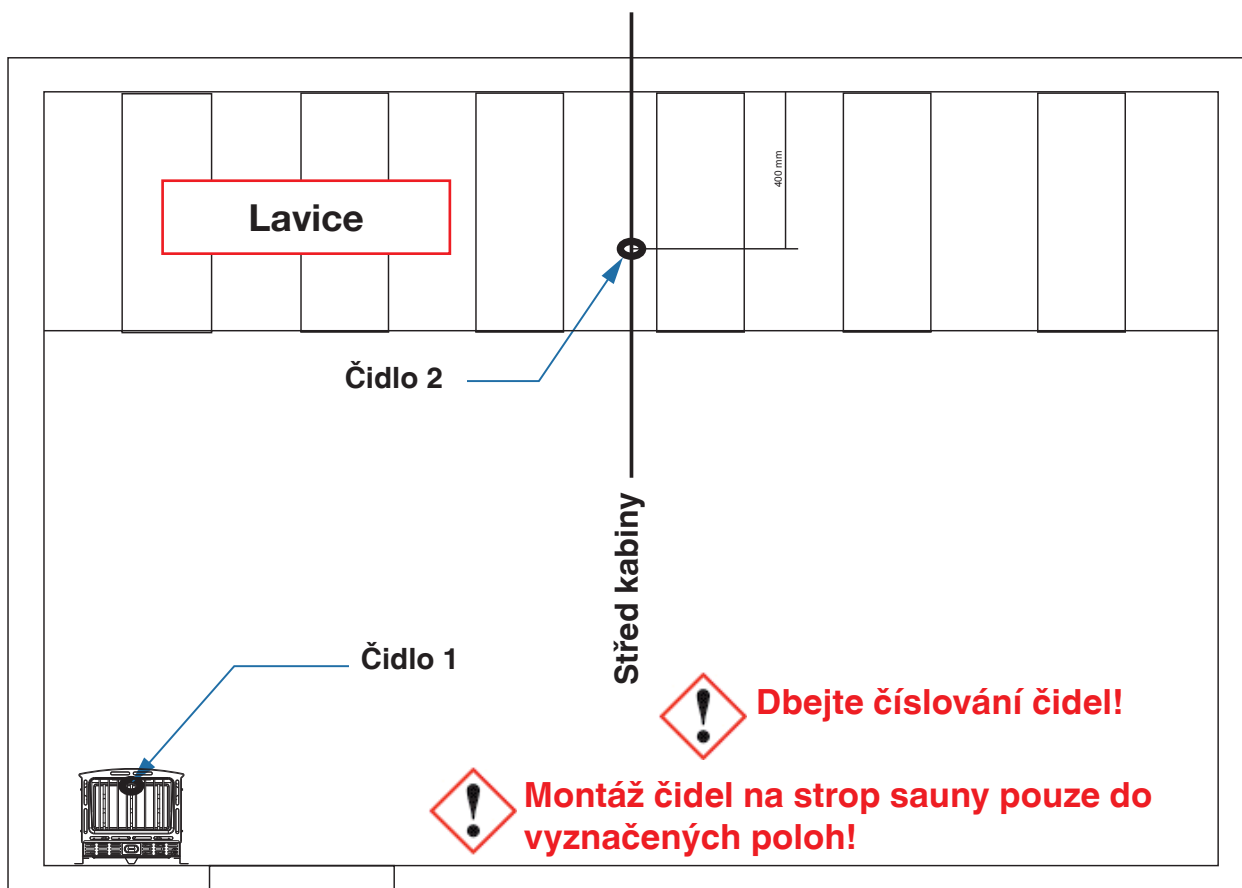 400 mm
Lavice
Čidlo 2
Střed kabiny
Čidlo 1
Dbejte číslování čidel!
Montáž čidel na strop sauny pouze do
vyznačených poloh!